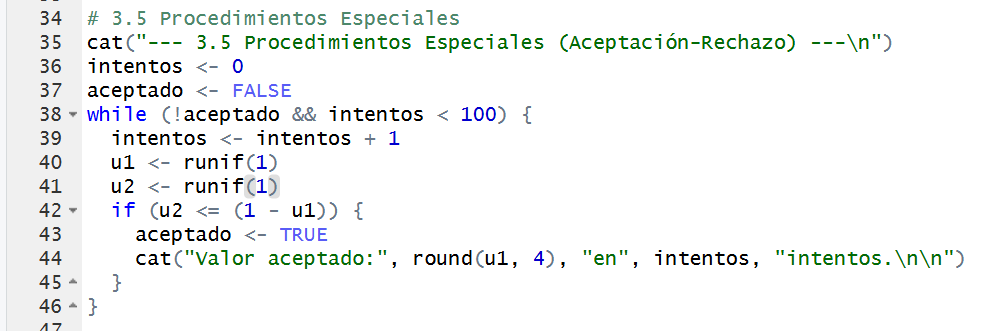 34 # 3.5 Procedimientos Especiales
35 cat("--- 3.5 Procedimientos Especiales (Aceptación-Rechazo) ---\n")
36 intentos <- 0
37 aceptado <- FALSE
38 while (!aceptado && intentos < 100) {
39   intentos <- intentos + 1
40   u1 <- runif(1)
41   u2 <- runif(1)
42   if (u2 <= (1 - u1)) {
43     aceptado <- TRUE
44     cat("Valor aceptado:", round(u1, 4), "en", intentos, "intentos.\n\n")
45   }
46 }
47